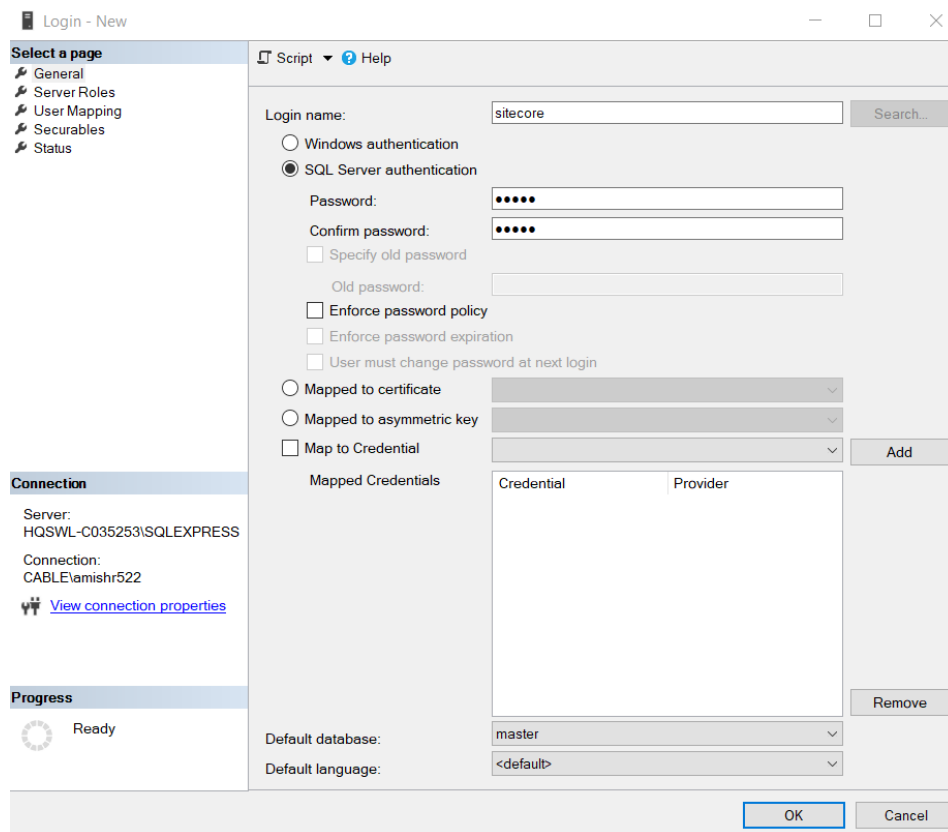 Login - New
Select a page
General
Server Roles
User Mapping
Securables
Status
Connection
Server:
HQSWL-C035253\SQLEXPRESS
Connection:
CABLE\amishr522
View connection properties
Progress
Ready
Script Help
Login name: sitecore Search...
Windows authentication
SQL Server authentication
Password: •••••
Confirm password: •••••
Specify old password
Old password:
Enforce password policy
Enforce password expiration
User must change password at next login
Mapped to certificate
Mapped to asymmetric key
Map to Credential Add
Mapped Credentials Credential Provider
Remove
Default database: master
Default language: <default>
OK Cancel